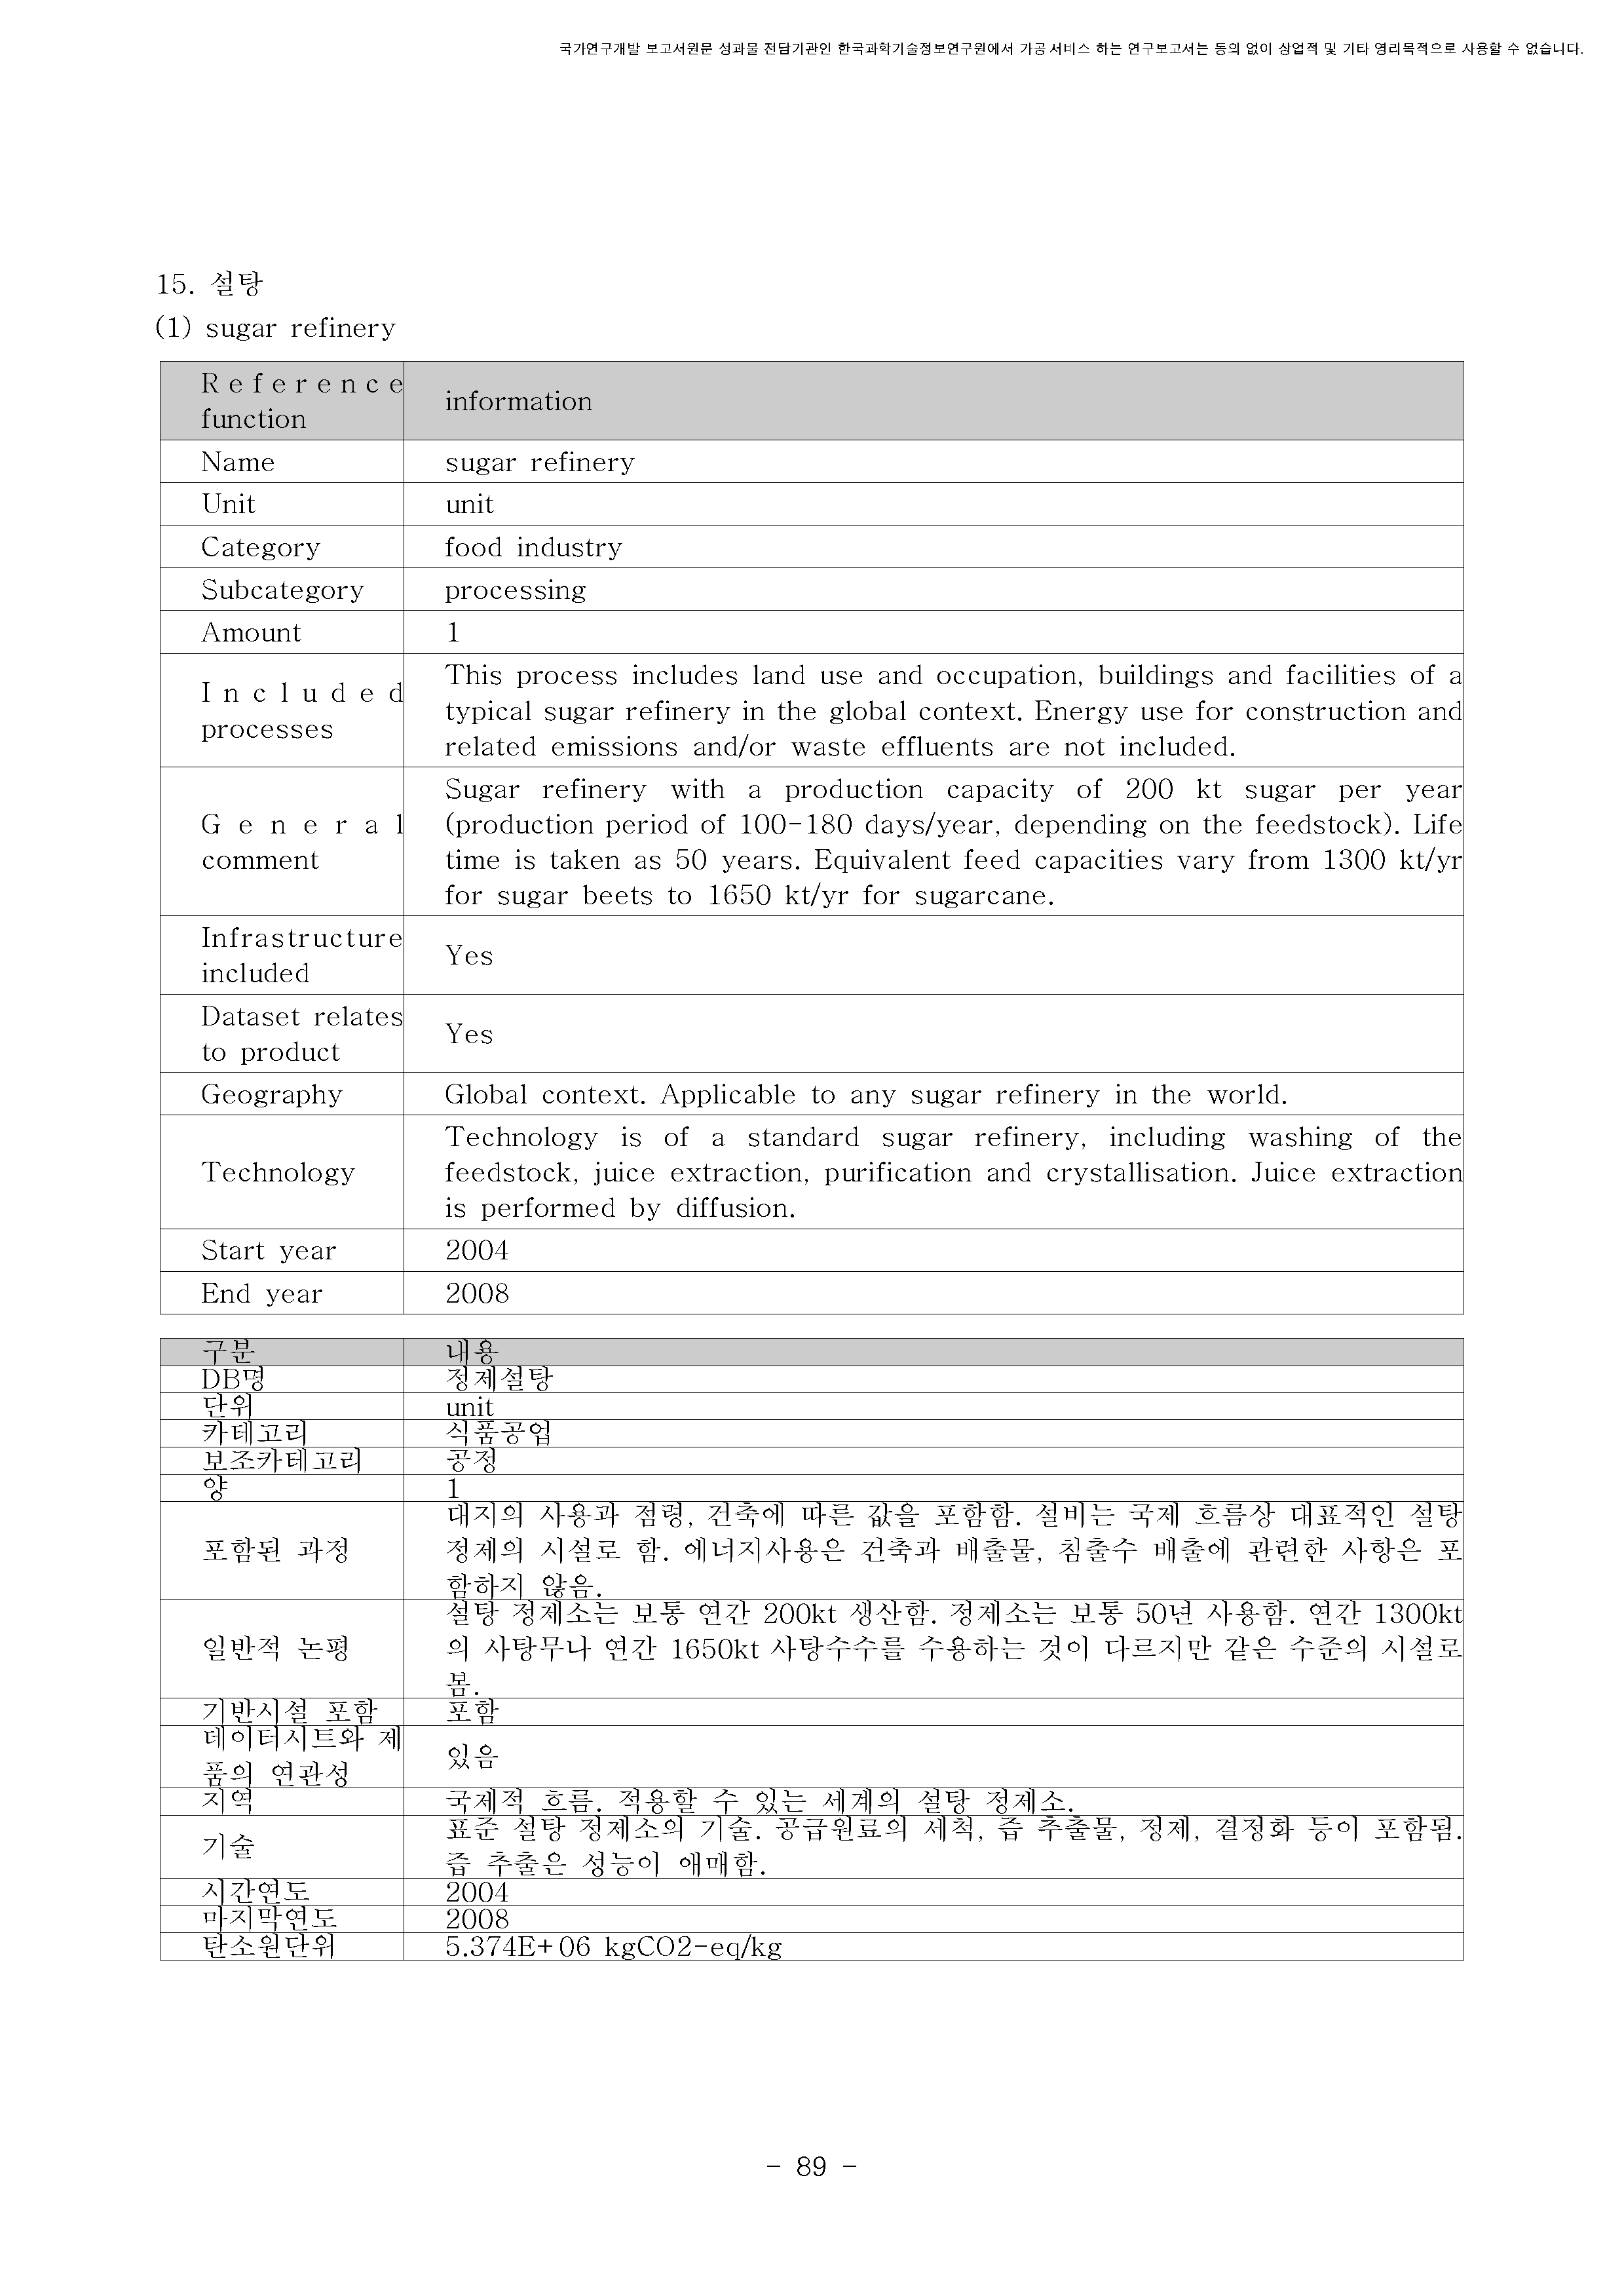 국가연구개발 보고서원문 성과물 전담기관인 한국과학기술정보연구원에서 가공·서비스 하는 연구보고서는 동의 없이 상업적 및 기타 영리목적으로 사용할 수 없습니다.
15. 설탕
(1) sugar refinery
Reference function
information
Name
sugar refinery
Unit
unit
Category
food industry
Subcategory
processing
Amount
1
Included
processes
This process includes land use and occupation, buildings and facilities of a
typical sugar refinery in the global context. Energy use for construction and
related emissions and/or waste effluents are not included.
General
comment
Sugar refinery with a production capacity of 200 kt sugar per year
(production period of 100-180 days/year, depending on the feedstock). Life
time is taken as 50 years. Equivalent feed capacities vary from 1300 kt/yr
for sugar beets to 1650 kt/yr for sugarcane.
Infrastructure
included
Yes
Dataset relates
to product
Yes
Geography
Global context. Applicable to any sugar refinery in the world.
Technology
Technology is of a standard sugar refinery, including washing of the
feedstock, juice extraction, purification and crystallisation. Juice extraction
is performed by diffusion.
Start year
2004
End year
2008
구분
내용
DB명
정제설탕
단위
unit
카테고리
식품공업
보조카테고리
공정
양
1
포함된 과정
대지의 사용과 점령, 건축에 따른 값을 포함함. 설비는 국제 흐름상 대표적인 설탕
정제의 시설로 함. 에너지사용은 건축과 배출물, 침출수 배출에 관련한 사항은 포
함하지 않음.
일반적 논평
설탕 정제소는 보통 연간 200kt 생산함. 정제소는 보통 50년 사용함. 연간 1300kt
의 사탕무나 연간 1650kt 사탕수수를 수용하는 것이 다르지만 같은 수준의 시설로
봄.
기반시설 포함
포함
데이터시트와 제
품의 연관성
있음
지역
국제적 흐름. 적용할 수 있는 세계의 설탕 정제소.
기술
표준 설탕 정제소의 기술. 공급원료의 세척, 즙 추출물, 정제, 결정화 등이 포함됨.
즙 추출은 성능이 애매함.
시간연도
2004
마지막연도
2008
탄소원단위
5.374E+06 kgCO2-eq/kg
- 89 -